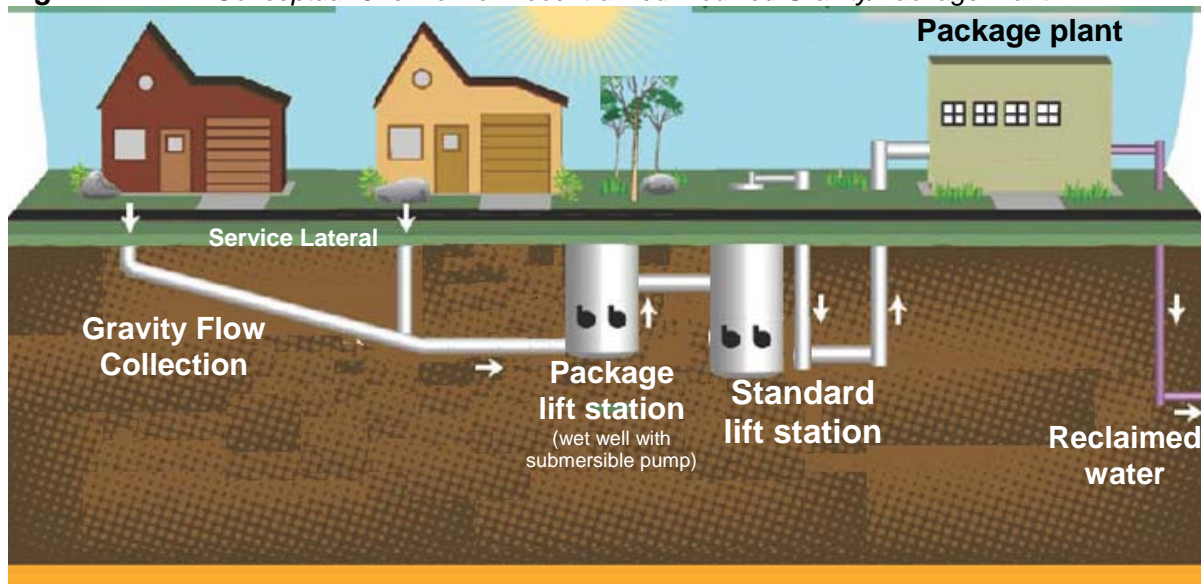 Package plant
Service Lateral
Gravity Flow
Collection
Package
lift station
(wet well with
submersible pump)
Standard
lift station
Reclaimed
water